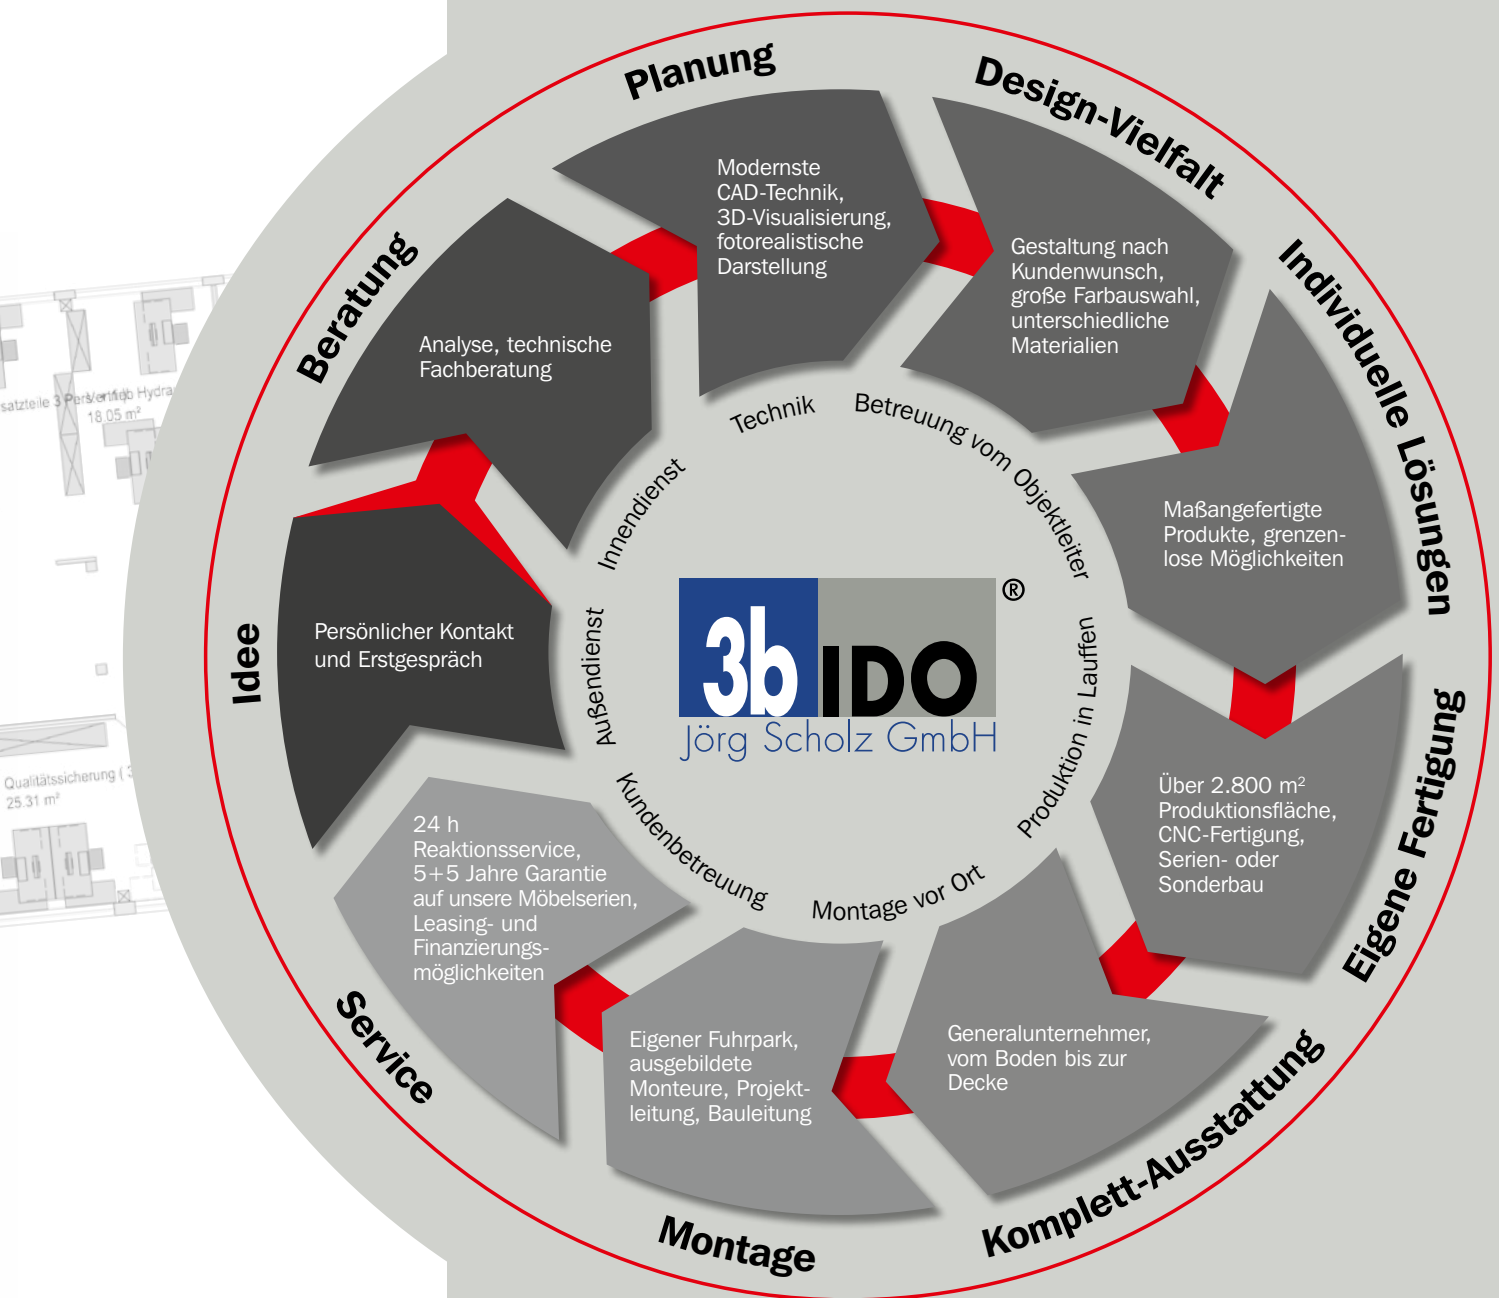 Planung
Design-Vielfalt
Individuelle Lösungen
Eigene Fertigung
Komplett-Ausstattung
Montage
Service
Idee
Beratung
Modernste
CAD-Technik,
3D-Visualisierung,
fotorealistische
Darstellung
Gestaltung nach
Kundenwunsch,
große Farbauswahl,
unterschiedliche
Materialien
Maßangefertigte
Produkte, grenzen-
lose Möglichkeiten
Über 2.800 m²
Produktionsfläche,
CNC-Fertigung,
Serien- oder
Sonderbau
Generalunternehmer,
vom Boden bis zur
Decke
Eigener Fuhrpark,
ausgebildete
Monteure, Projekt-
leitung, Bauleitung
24 h
Reaktionsservice,
5+5 Jahre Garantie
auf unsere Möbelserien,
Leasing- und
Finanzierungs-
möglichkeiten
Persönlicher Kontakt
und Erstgespräch
Analyse, technische
Fachberatung
Technik
Betreuung vom Objektleiter
Produktion in Lauffen
Montage vor Ort
Kundenbetreuung
Außendienst
Innendienst
3b IDO ®
Jörg Scholz GmbH
satzteile 3
18.05 m²
Qualitätssicherung ( 3
25.31 m²